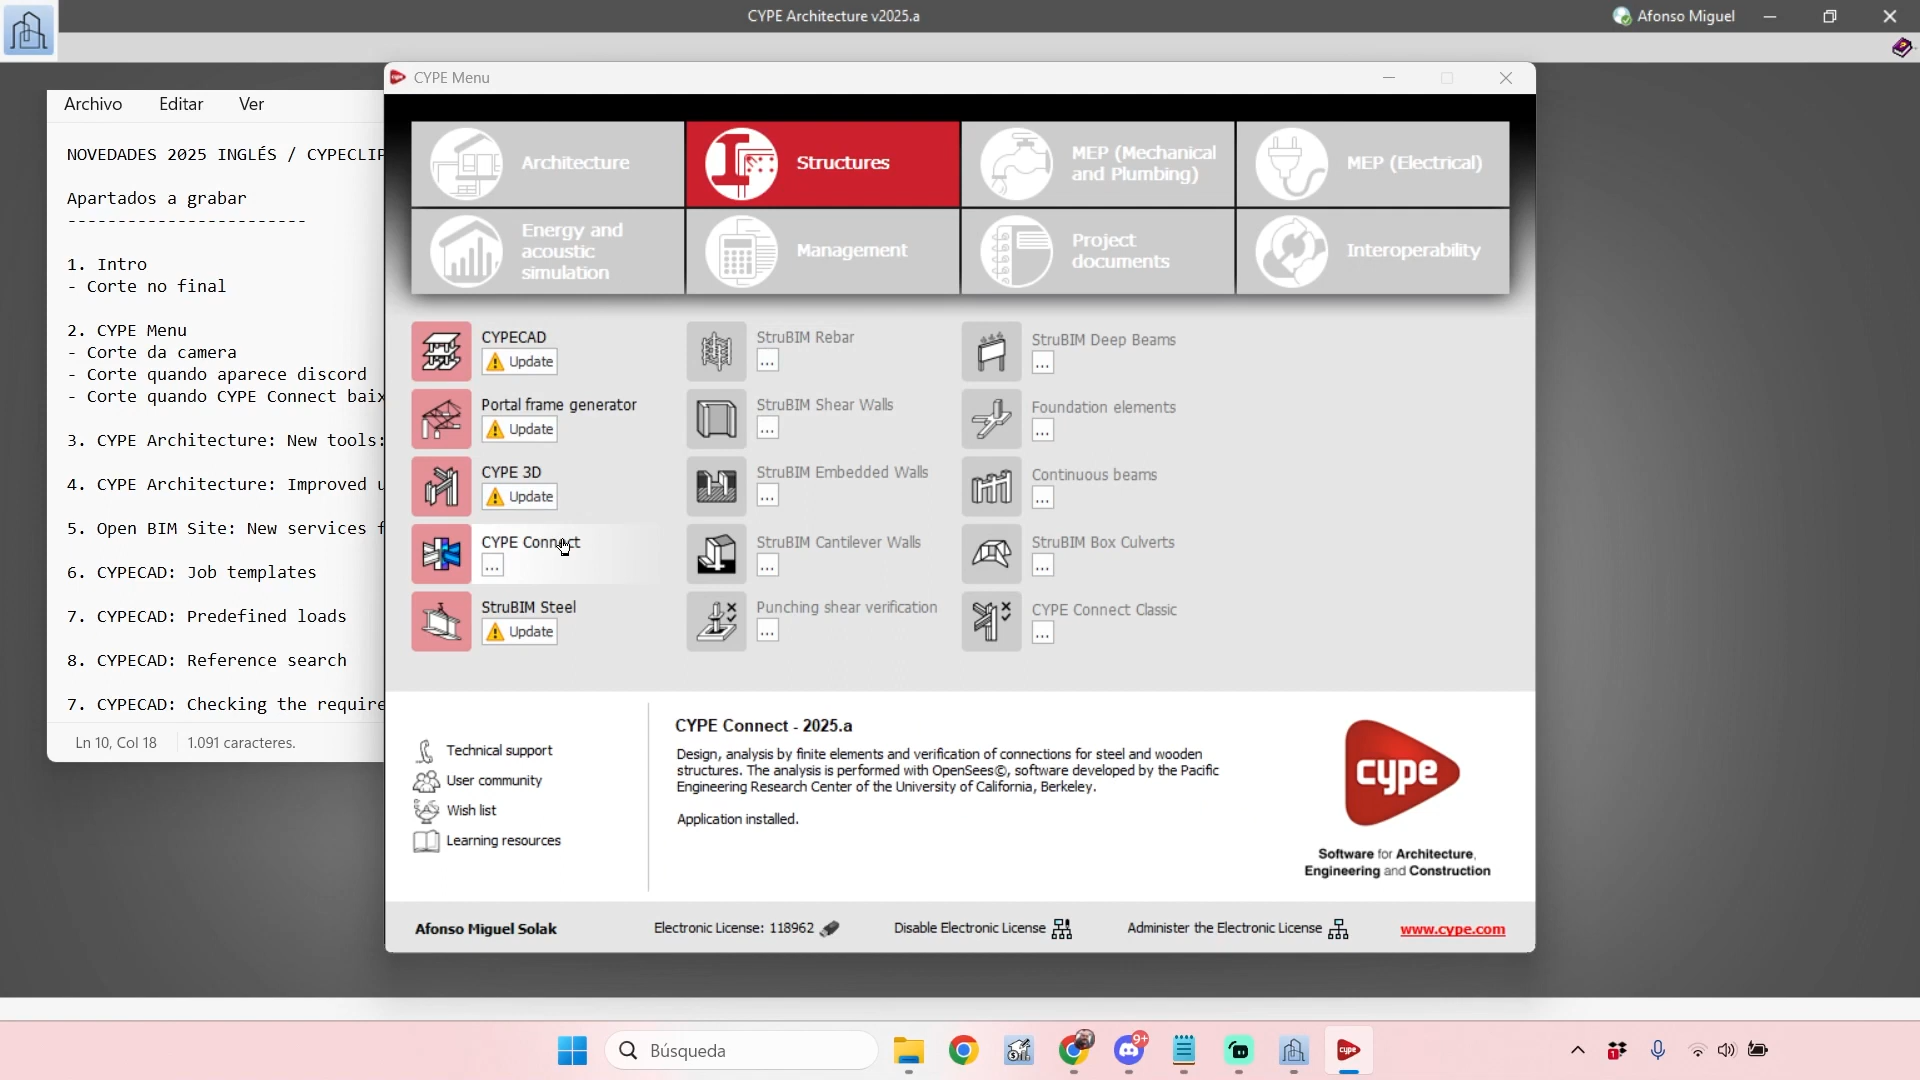 CYPE Architecture v2025.a
Afonso Miguel
Archivo Editar Ver
NOVEDADES 2025 INGLÉS / CYPECLIP
Apartados a grabar
------------------------
1. Intro
- Corte no final
2. CYPE Menu
- Corte da camera
- Corte quando aparece discord
- Corte quando CYPE Connect baix
3. CYPE Architecture: New tools:
4. CYPE Architecture: Improved u
5. Open BIM Site: New services f
6. CYPECAD: Job templates
7. CYPECAD: Predefined loads
8. CYPECAD: Reference search
7. CYPECAD: Checking the require
Ln 10, Col 18 1.091 caracteres.
cype CYPE Menu
Architecture
Structures
MEP (Mechanical
and Plumbing)
MEP (Electrical)
Energy and
acoustic
simulation
Management
Project
documents
Interoperability
CYPECAD
Update
Portal frame generator
Update
CYPE 3D
Update
CYPE Connect
...
StruBIM Steel
Update
StruBIM Rebar
...
StruBIM Shear Walls
...
StruBIM Embedded Walls
...
StruBIM Cantilever Walls
...
Punching shear verification
...
StruBIM Deep Beams
...
Foundation elements
...
Continuous beams
...
StruBIM Box Culverts
...
CYPE Connect Classic
...
Technical support
User community
Wish list
Learning resources
CYPE Connect - 2025.a
Design, analysis by finite elements and verification of connections for steel and wooden
structures. The analysis is performed with OpenSees©, software developed by the Pacific
Engineering Research Center of the University of California, Berkeley.
Application installed.
cype
Software for Architecture,
Engineering and Construction
Afonso Miguel Solak
Electronic License: 118962
Disable Electronic License
Administer the Electronic License
www.cype.com
Búsqueda
9+
cype
1